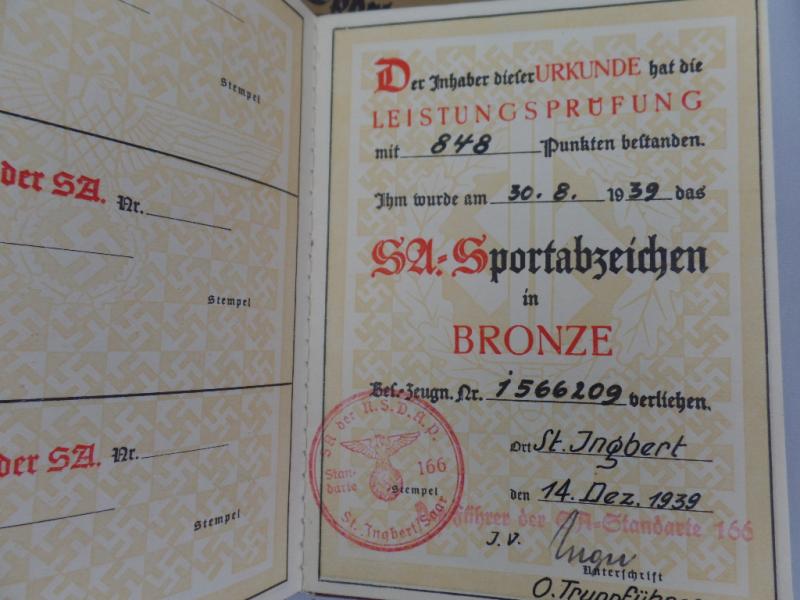 Stempel
der SA. Nr.
Stempel
der SA. Nr.
Stempel
Der Inhaber dieser URKUNDE hat die
LEISTUNGSPRÜFUNG
mit 848 Punkten bestanden.
Ihm wurde am 30. 8. 1939 das
SA.-Sportabzeichen
in
BRONZE
Bes.-Zeugn. Nr. 1566209 verliehen.
Ort St. Ingbert
den 14. Dez. 1939
SA der N.S.D.A.P.
Standarte 166
St. Ingbert/Saar
Stempel
Der Führer der SA-Standarte 166
J. V.
Unterschrift